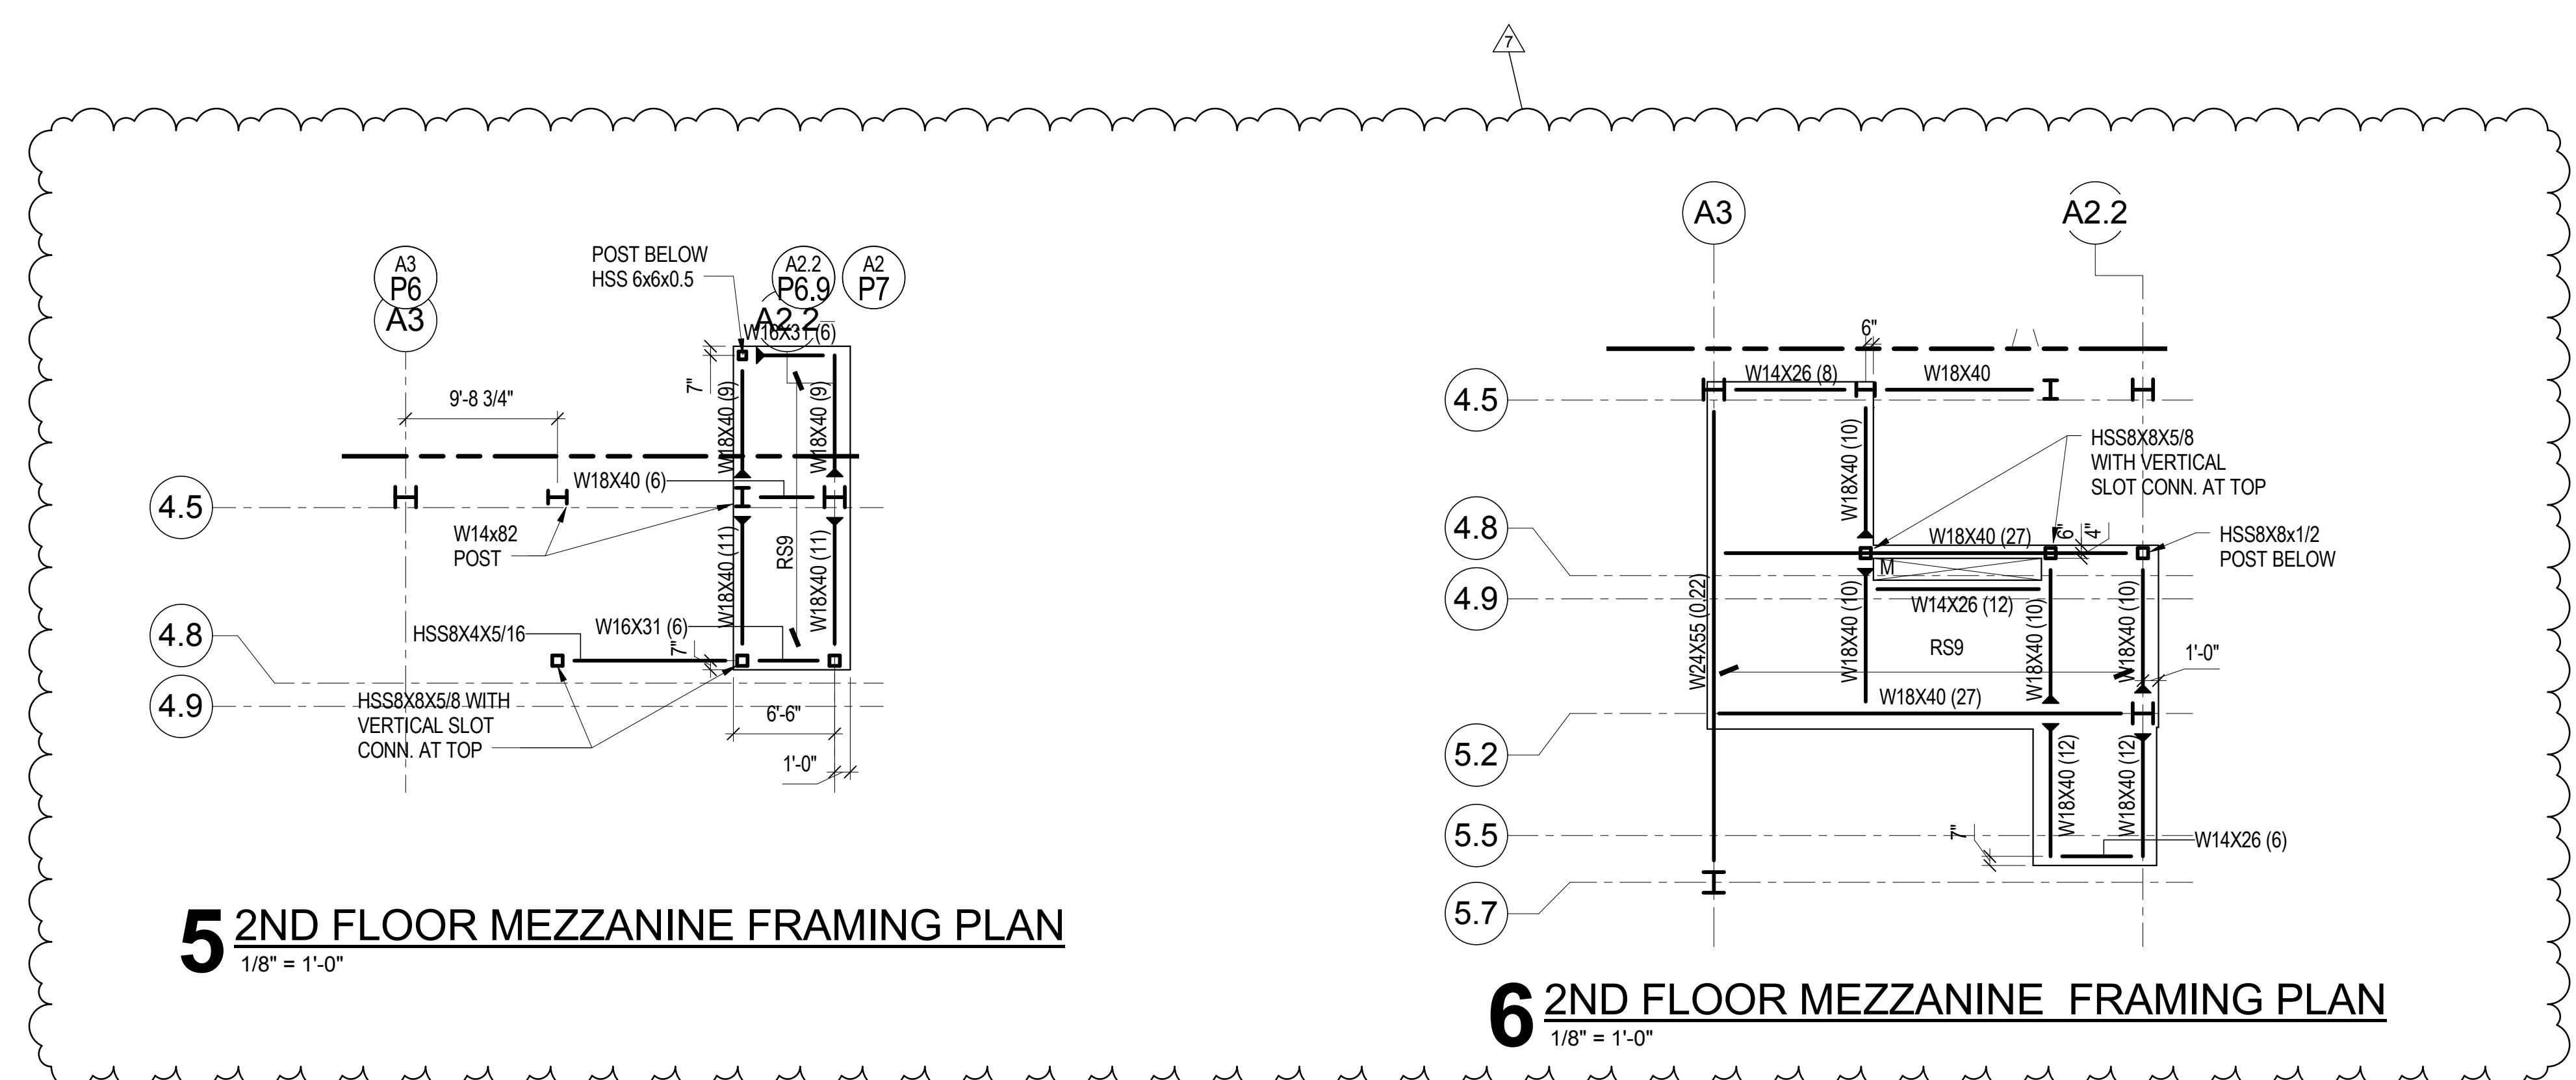 7
A3
P6
A3
POST BELOW
HSS 6x6x0.5
A2.2
P6.9
A2
P7
A2.2
W16X31 (6)
7"
9'-8 3/4"
W18X40 (9)
W18X40 (9)
4.5
W18X40 (6)
W14x82
POST
W18X40 (11)
RS9
W18X40 (11)
4.8
HSS8X4X5/16
W16X31 (6)
7"
4.9
HSS8X8X5/8 WITH
VERTICAL SLOT
CONN. AT TOP
6'-6"
1'-0"
5 2ND FLOOR MEZZANINE FRAMING PLAN
1/8" = 1'-0"
A3
A2.2
6"
W14X26 (8)
W18X40
4.5
W18X40 (10)
HSS8X8X5/8
WITH VERTICAL
SLOT CONN. AT TOP
4.8
W18X40 (27)
6"
4"
HSS8X8x1/2
POST BELOW
M
4.9
W14X26 (12)
W24X55 (0,22)
W18X40 (10)
RS9
W18X40 (10)
W18X40 (10)
1'-0"
W18X40 (27)
5.2
W18X40 (12)
W18X40 (12)
5.5
7"
W14X26 (6)
5.7
6 2ND FLOOR MEZZANINE FRAMING PLAN
1/8" = 1'-0"